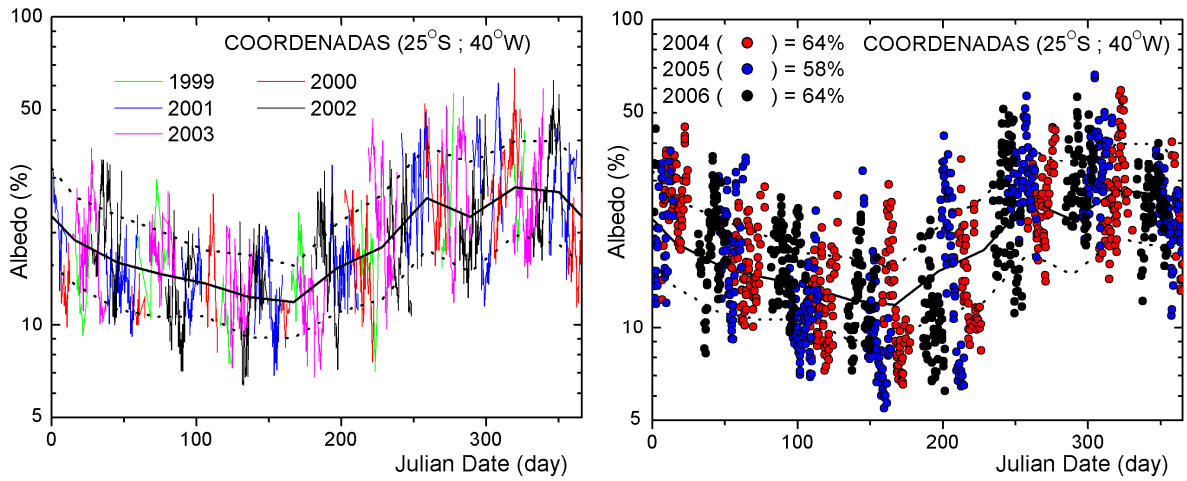 100
COORDENADAS (25°S ; 40°W)
1999
2000
2001
2002
2003
50
10
5
Albedo (%)
0
100
200
300
Julian Date (day)
100
2004 ( ) = 64%
COORDENADAS (25°S ; 40°W)
2005 ( ) = 58%
2006 ( ) = 64%
50
10
5
Albedo (%)
0
100
200
300
Julian Date (day)